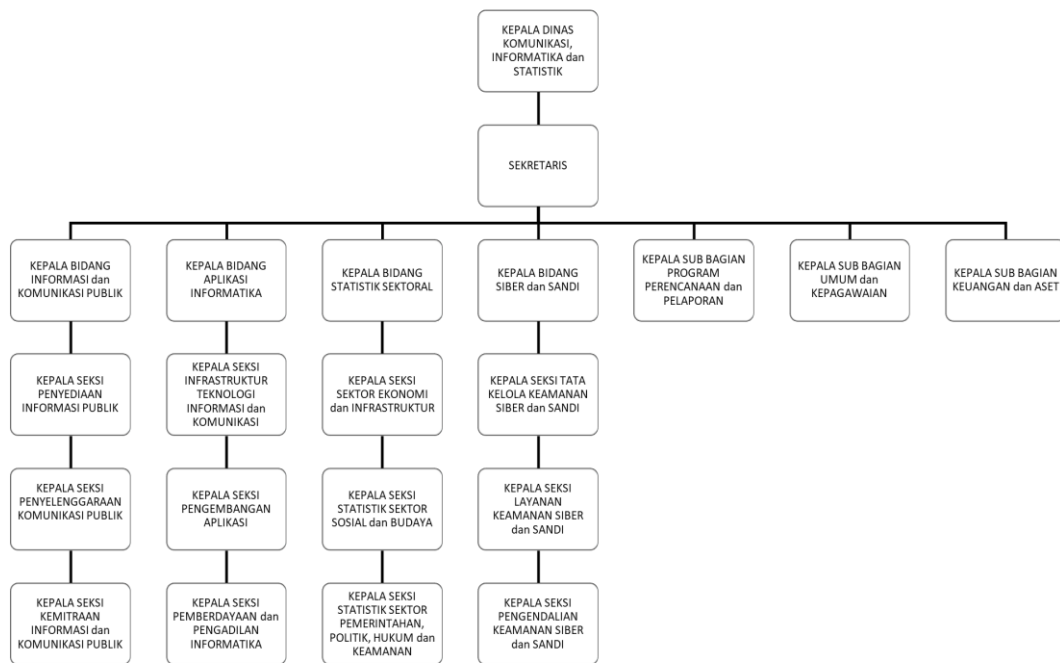 KEPALA DINAS
KOMUNIKASI,
INFORMATIKA dan
STATISTIK
SEKRETARIS
KEPALA BIDANG
INFORMASI dan
KOMUNIKASI PUBLIK
KEPALA BIDANG
APLIKASI
INFORMATIKA
KEPALA BIDANG
STATISTIK SEKTORAL
KEPALA BIDANG
SIBER dan SANDI
KEPALA SUB BAGIAN
PROGRAM
PERENCANAAN dan
PELAPORAN
KEPALA SUB BAGIAN
UMUM dan
KEPAGAWAIAN
KEPALA SUB BAGIAN
KEUANGAN dan ASET
KEPALA SEKSI
PENYEDIAAN
INFORMASI PUBLIK
KEPALA SEKSI
INFRASTRUKTUR
TEKNOLOGI
INFORMASI dan
KOMUNIKASI
KEPALA SEKSI
SEKTOR EKONOMI
dan INFRASTRUKTUR
KEPALA SEKSI TATA
KELOLA KEAMANAN
SIBER dan SANDI
KEPALA SEKSI
PENYELENGGARAAN
KOMUNIKASI PUBLIK
KEPALA SEKSI
PENGEMBANGAN
APLIKASI
KEPALA SEKSI
STATISTIK SEKTOR
SOSIAL dan BUDAYA
KEPALA SEKSI
LAYANAN
KEAMANAN SIBER
dan SANDI
KEPALA SEKSI
KEMITRAAN
INFORMASI dan
KOMUNIKASI PUBLIK
KEPALA SEKSI
PEMBERDAYAAN dan
PENGADILAN
INFORMATIKA
KEPALA SEKSI
STATISTIK SEKTOR
PEMERINTAHAN,
POLITIK, HUKUM dan
KEAMANAN
KEPALA SEKSI
PENGENDALIAN
KEAMANAN SIBER
dan SANDI